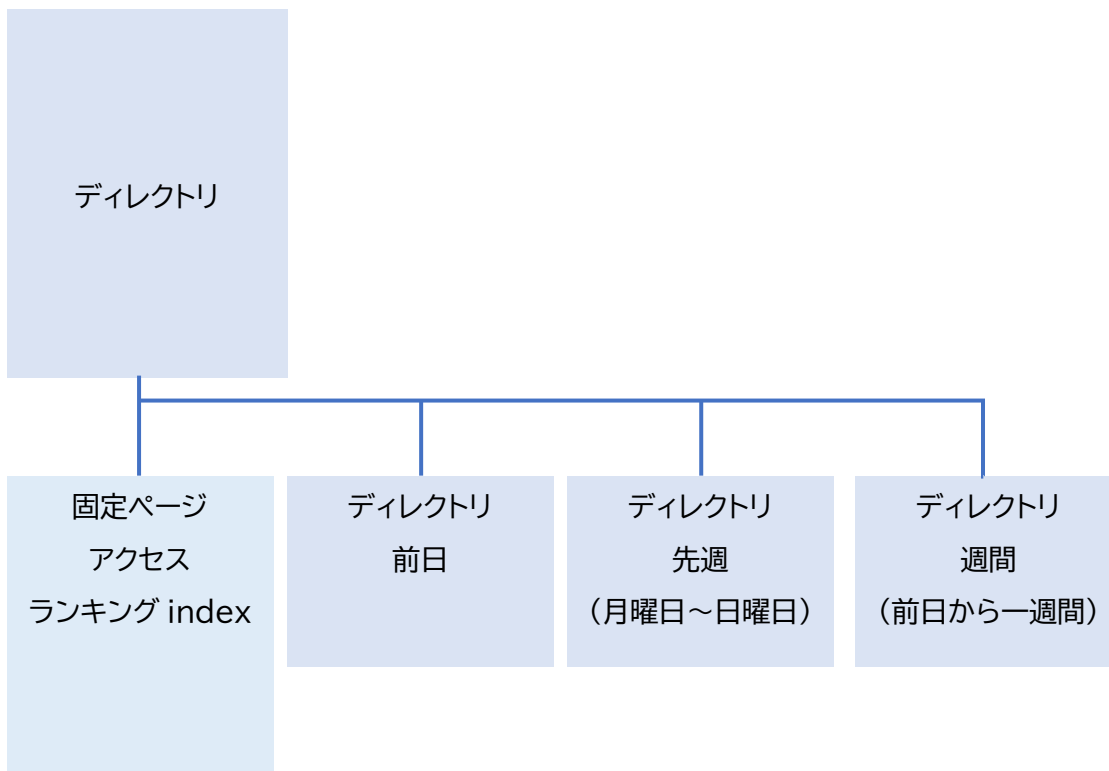 ディレクトリ
固定ページ
アクセス
ランキング index
ディレクトリ
前日
ディレクトリ
先週
（月曜日～日曜日）
ディレクトリ
週間
（前日から一週間）